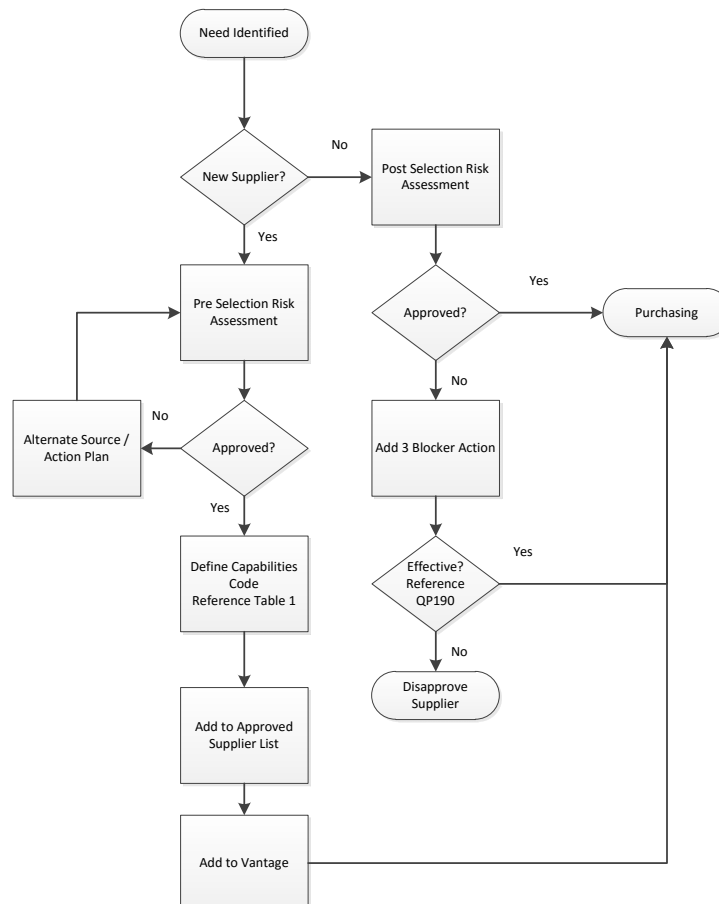 Need Identified
New Supplier?
No
Post Selection Risk
Assessment
Yes
Pre Selection Risk
Assessment
Approved?
Yes
Purchasing
No
Alternate Source /
Action Plan
No
Approved?
Add 3 Blocker Action
Yes
Define Capabilities
Code
Reference Table 1
Effective?
Reference
QP190
Yes
No
Disapprove
Supplier
Add to Approved
Supplier List
Add to Vantage